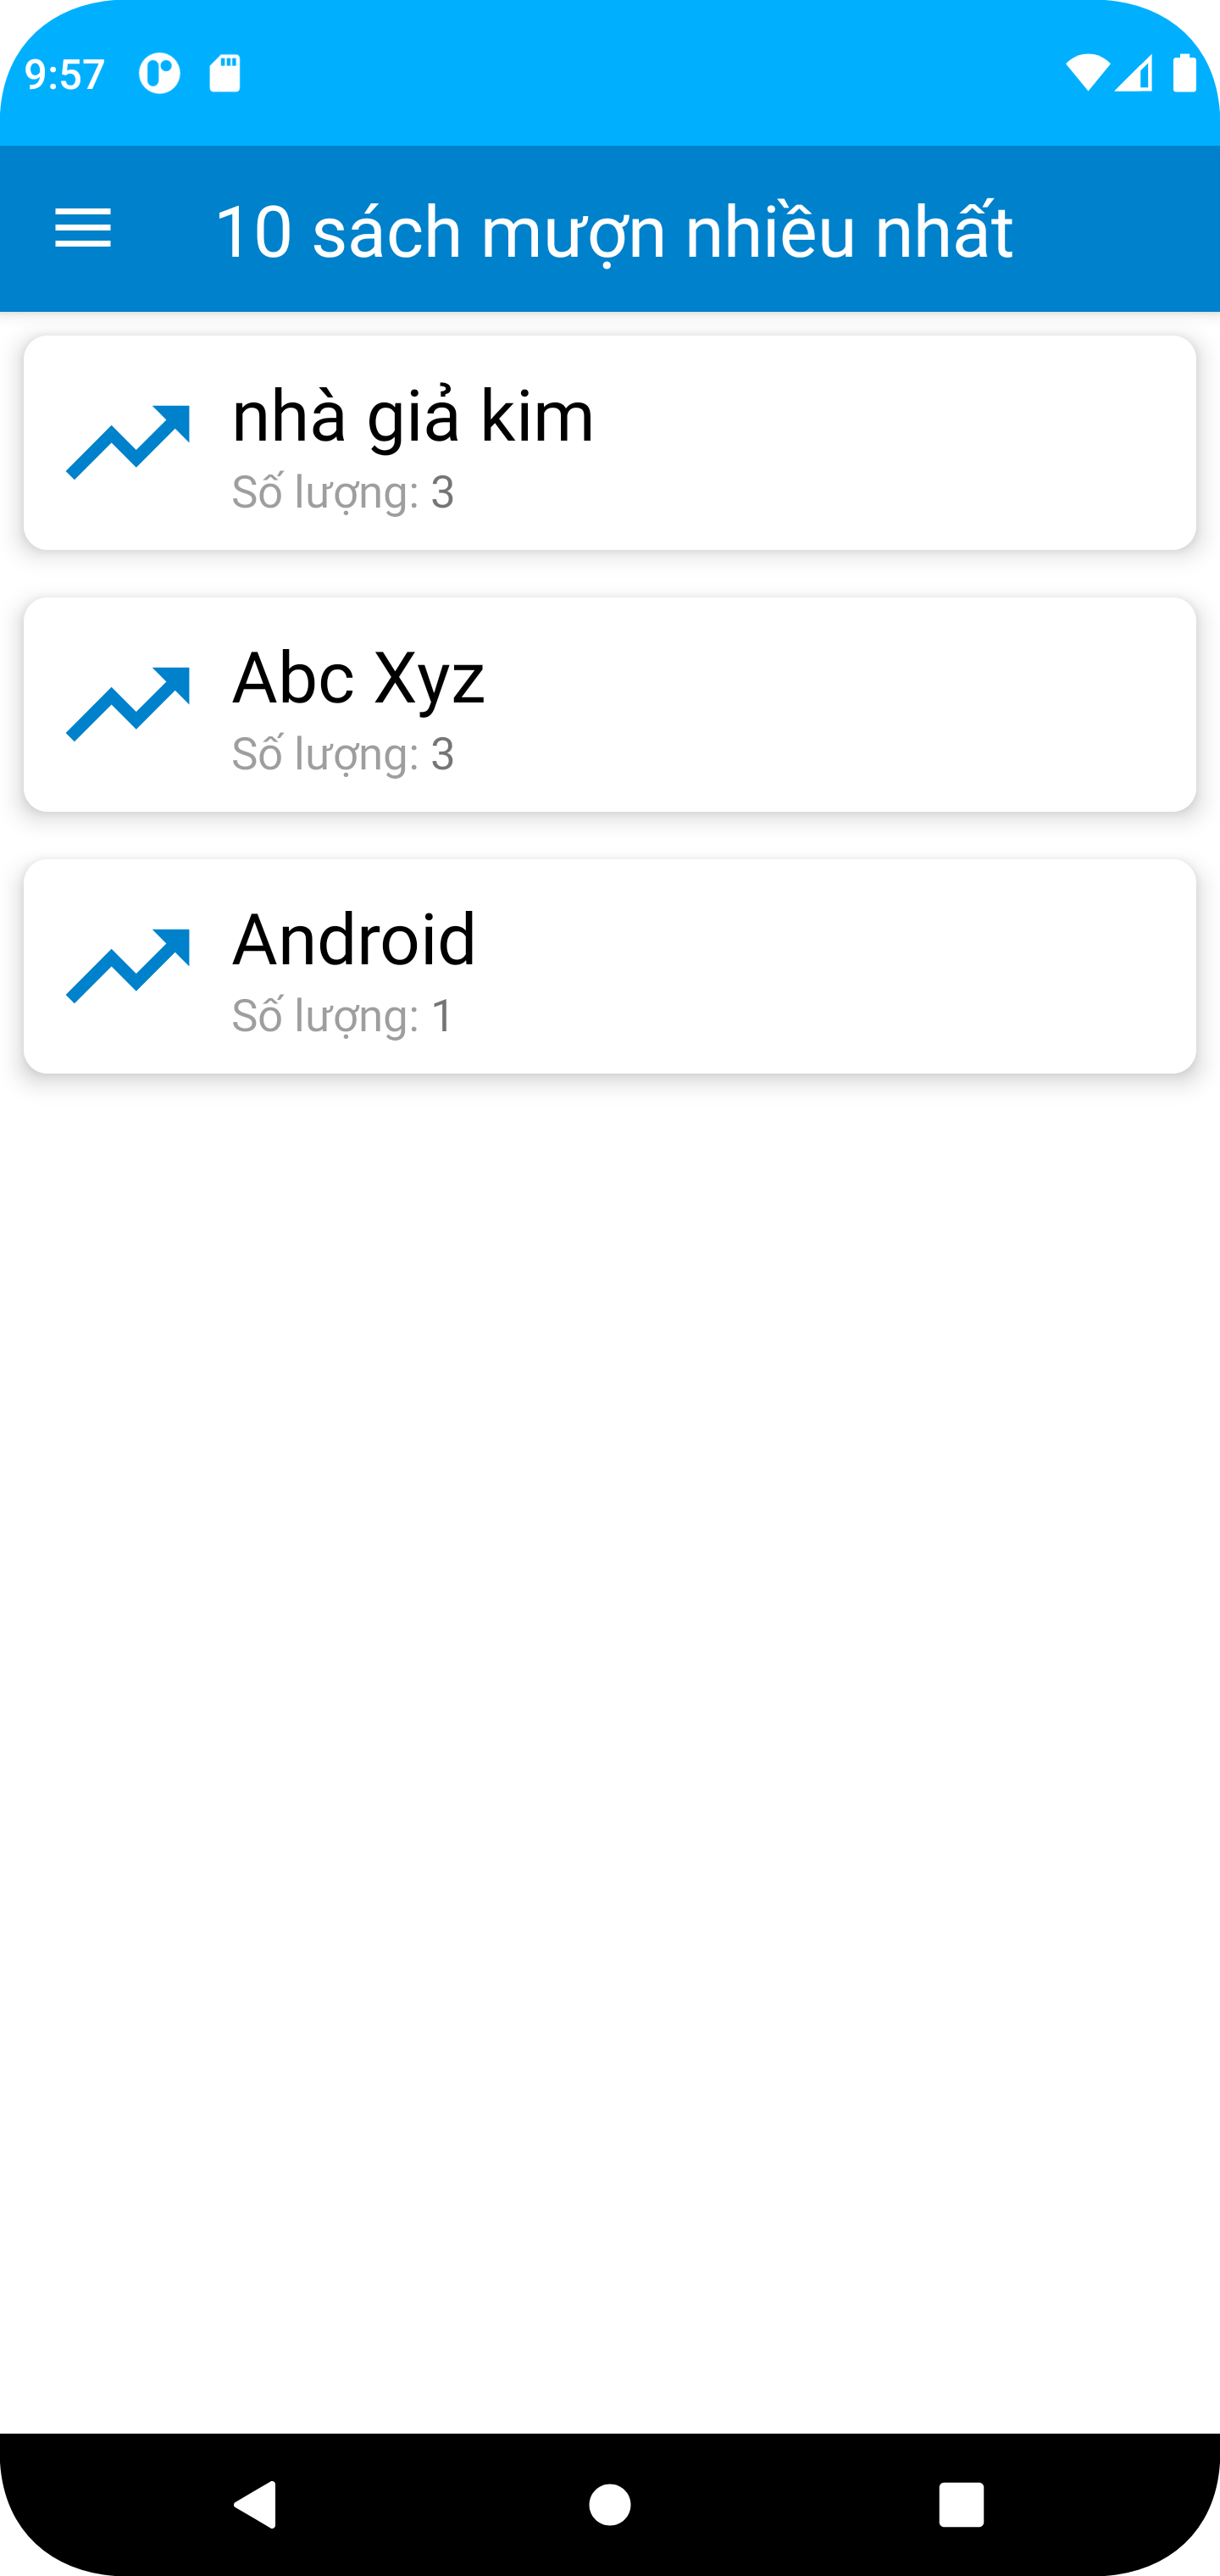 9:57
10 sách mượn nhiều nhất
nhà giả kim
Số lượng: 3
Abc Xyz
Số lượng: 3
Android
Số lượng: 1